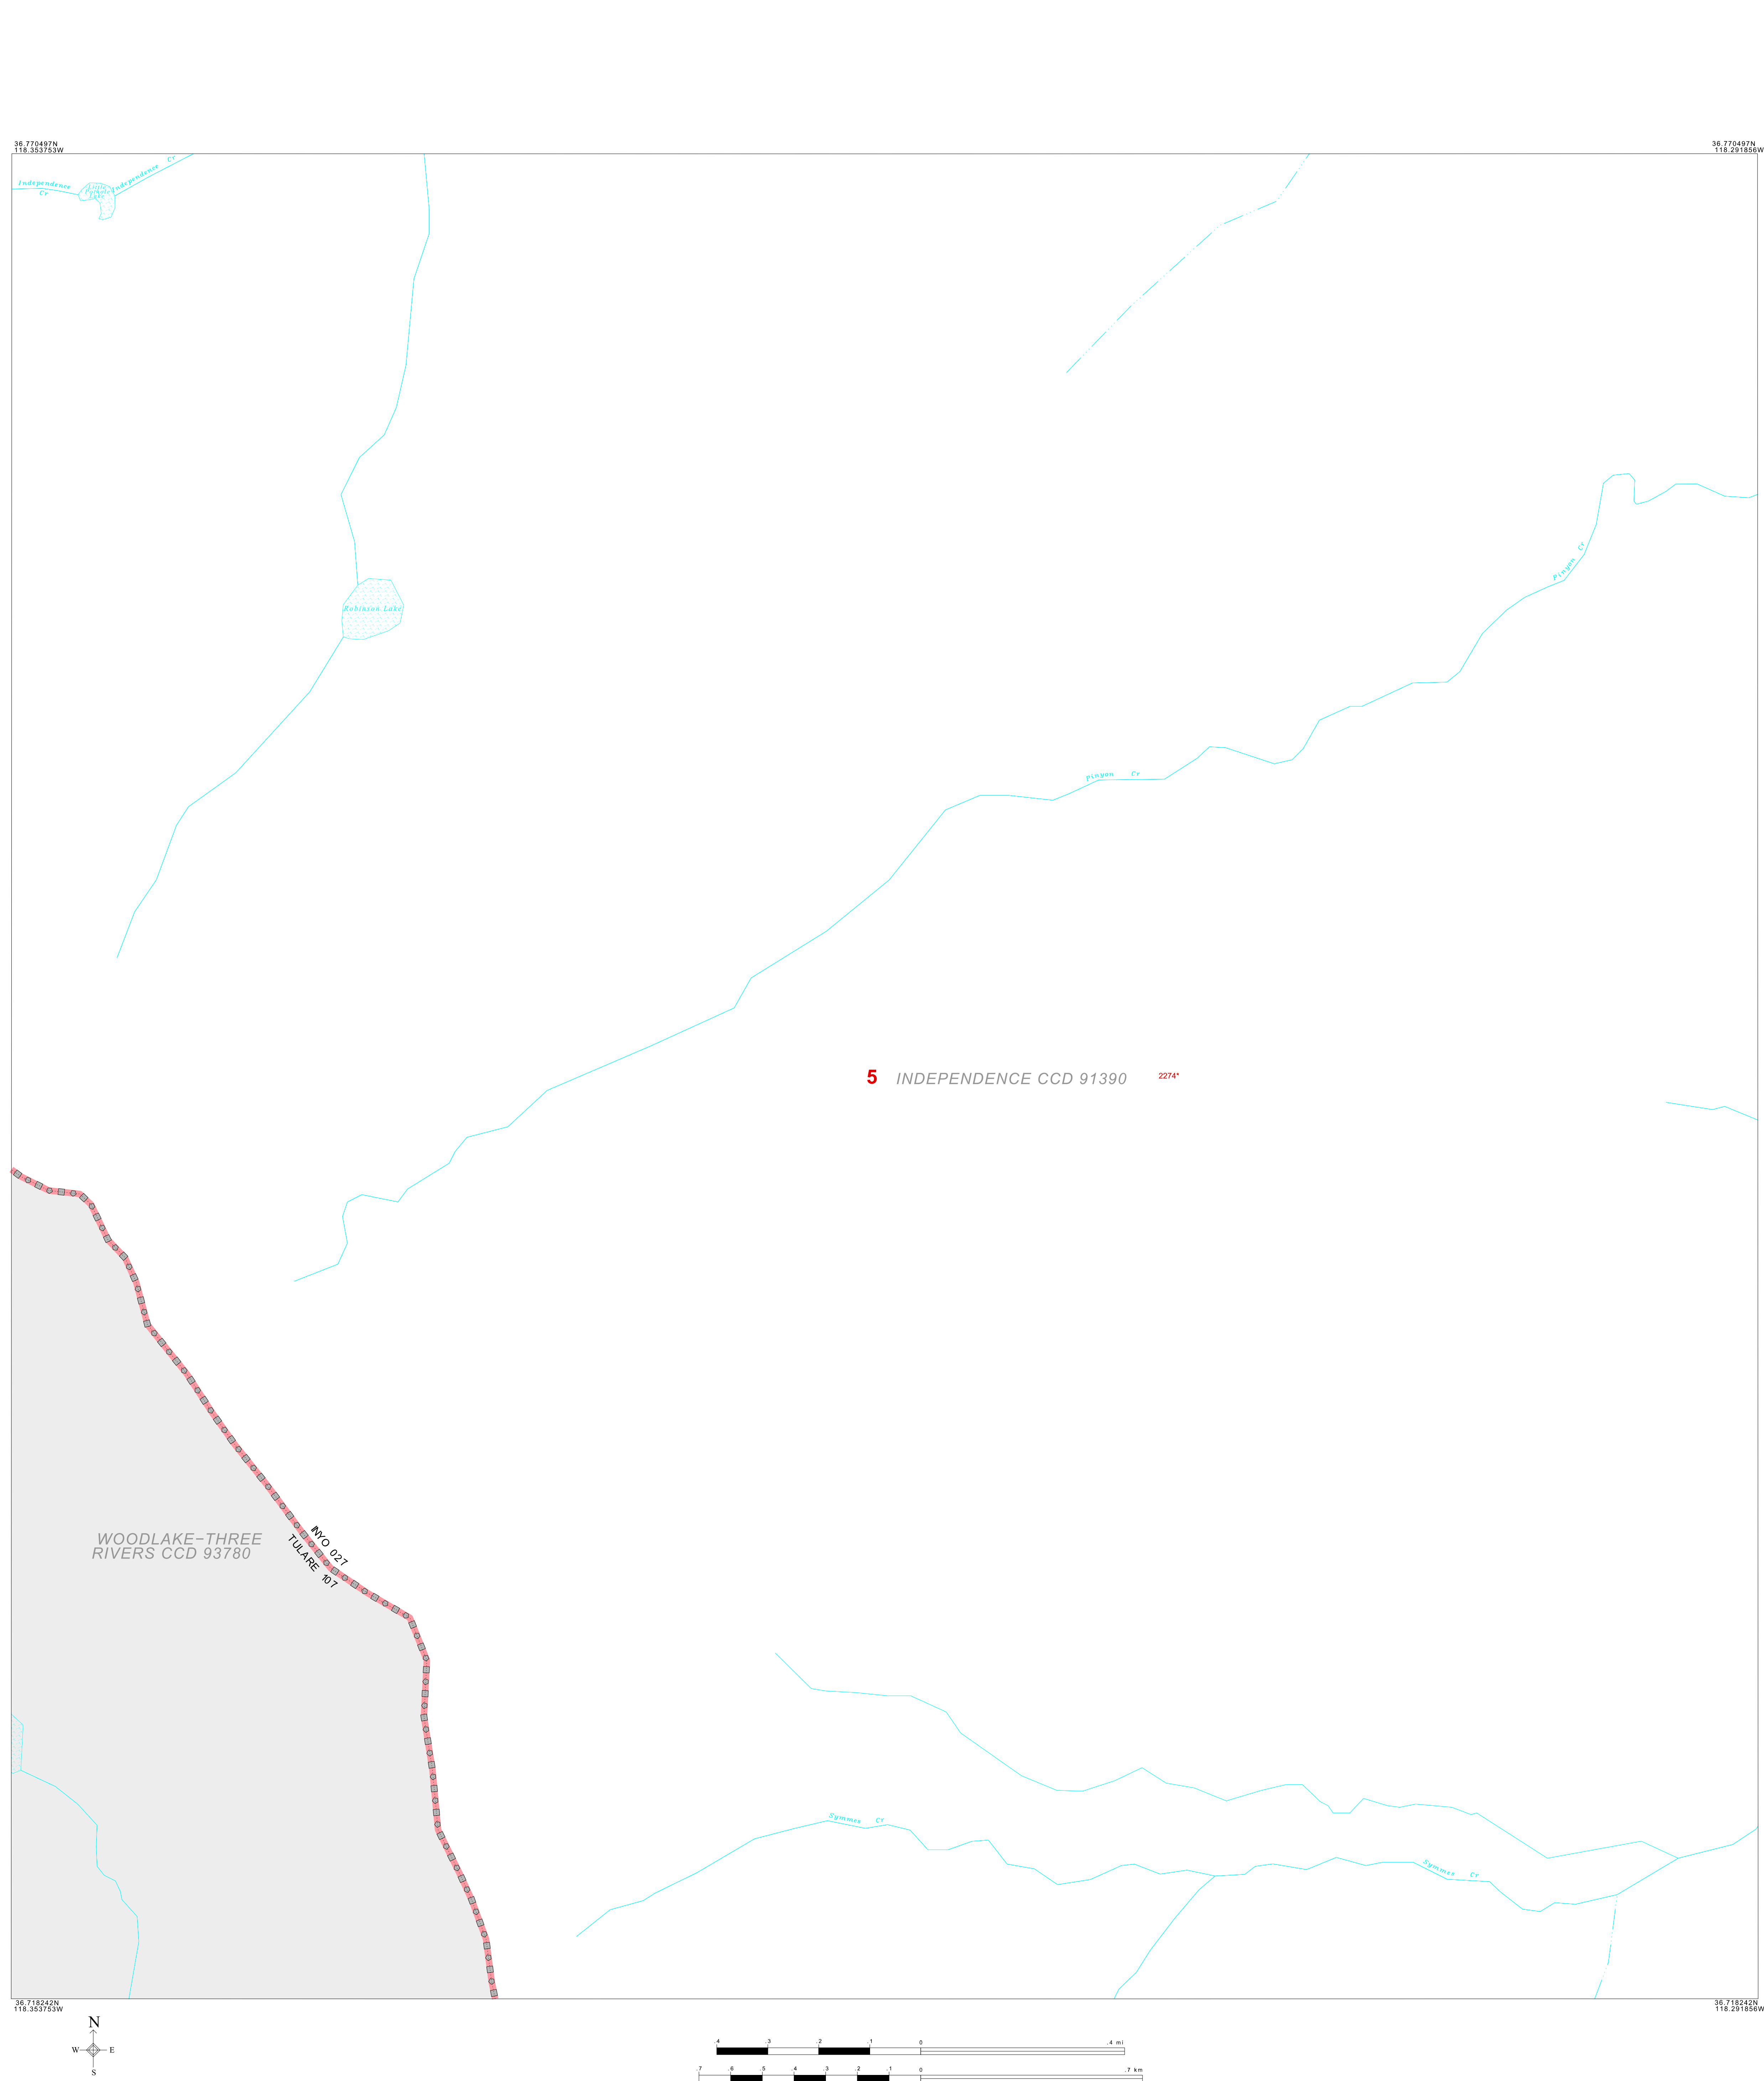 36.770497N
118.353753W
36.770497N
118.291856W
Independence Cr
Independence
Cr
Robinson Lake
Pinyon Cr
Pinyon Cr
5 INDEPENDENCE CCD 91390 2274*
INYO 027
TULARE 107
WOODLAKE-THREE
RIVERS CCD 93780
Symmes Cr
Symmes Cr
36.718242N
118.353753W
36.718242N
118.291856W
N
W E
S
.4 .3 .2 .1 0 .4 mi
.7 .6 .5 .4 .3 .2 .1 0 .7 km